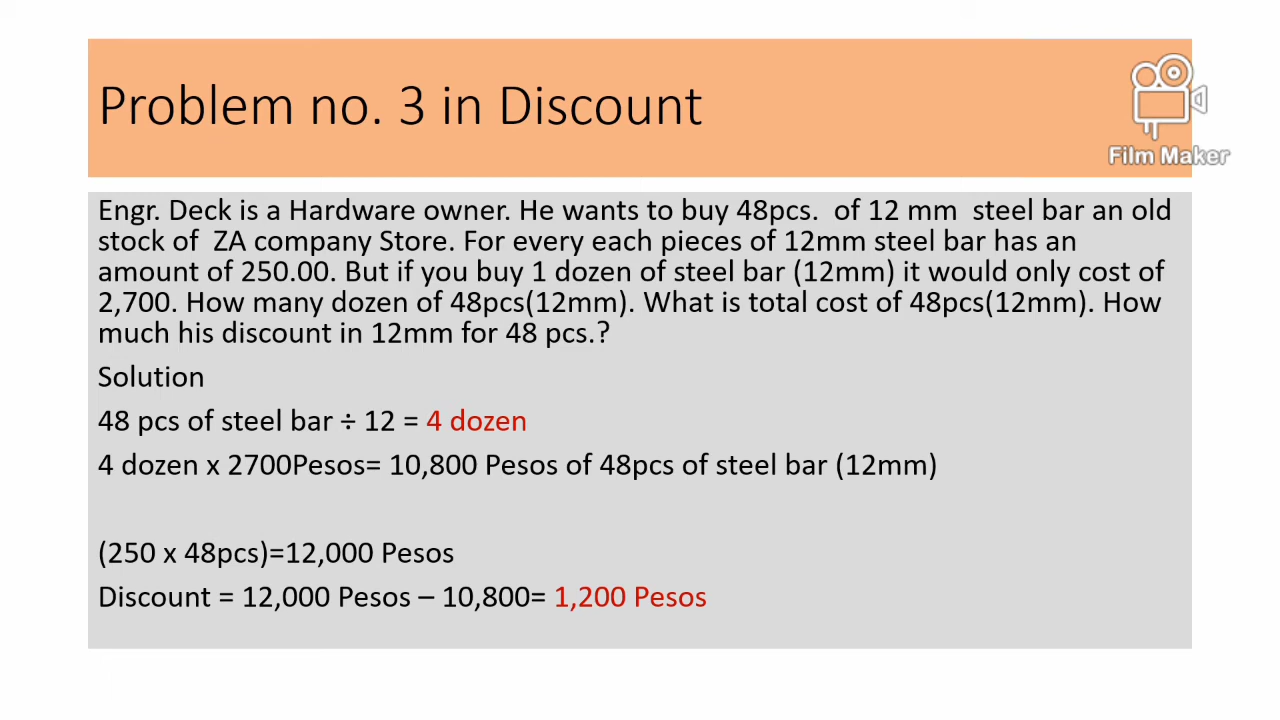 Problem no. 3 in Discount
Film Maker
Engr. Deck is a Hardware owner. He wants to buy 48pcs.  of 12 mm  steel bar an old
stock of  ZA company Store. For every each pieces of 12mm steel bar has an
amount of 250.00. But if you buy 1 dozen of steel bar (12mm) it would only cost of
2,700. How many dozen of 48pcs(12mm). What is total cost of 48pcs(12mm). How
much his discount in 12mm for 48 pcs.?
Solution
48 pcs of steel bar ÷ 12 = 4 dozen
4 dozen x 2700Pesos= 10,800 Pesos of 48pcs of steel bar (12mm)
(250 x 48pcs)=12,000 Pesos
Discount = 12,000 Pesos – 10,800= 1,200 Pesos